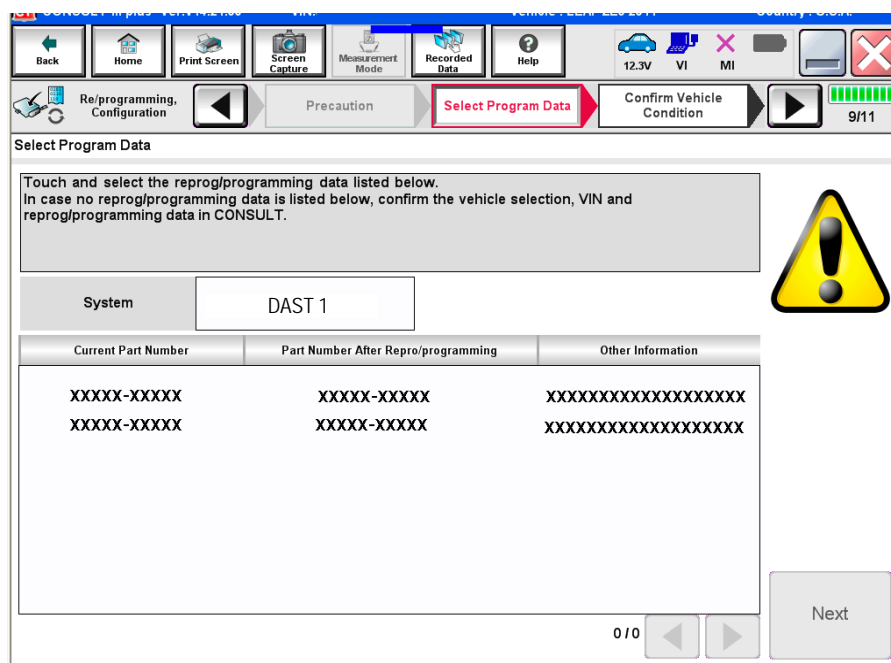 Back
Home
Print Screen
Screen
Capture
Measurement
Mode
Recorded
Data
Help
12.3V
VI
MI
Re/programming,
Configuration
Precaution
Select Program Data
Confirm Vehicle
Condition
9/11
Select Program Data
Touch and select the reprog/programming data listed below.
In case no reprog/programming data is listed below, confirm the vehicle selection, VIN and
reprog/programming data in CONSULT.
System
DAST 1
Current Part Number
Part Number After Repro/programming
Other Information
XXXXX-XXXXX
XXXXX-XXXXX
XXXXXXXXXXXXXXXXXXX
XXXXX-XXXXX
XXXXX-XXXXX
XXXXXXXXXXXXXXXXXXX
Next
0/0